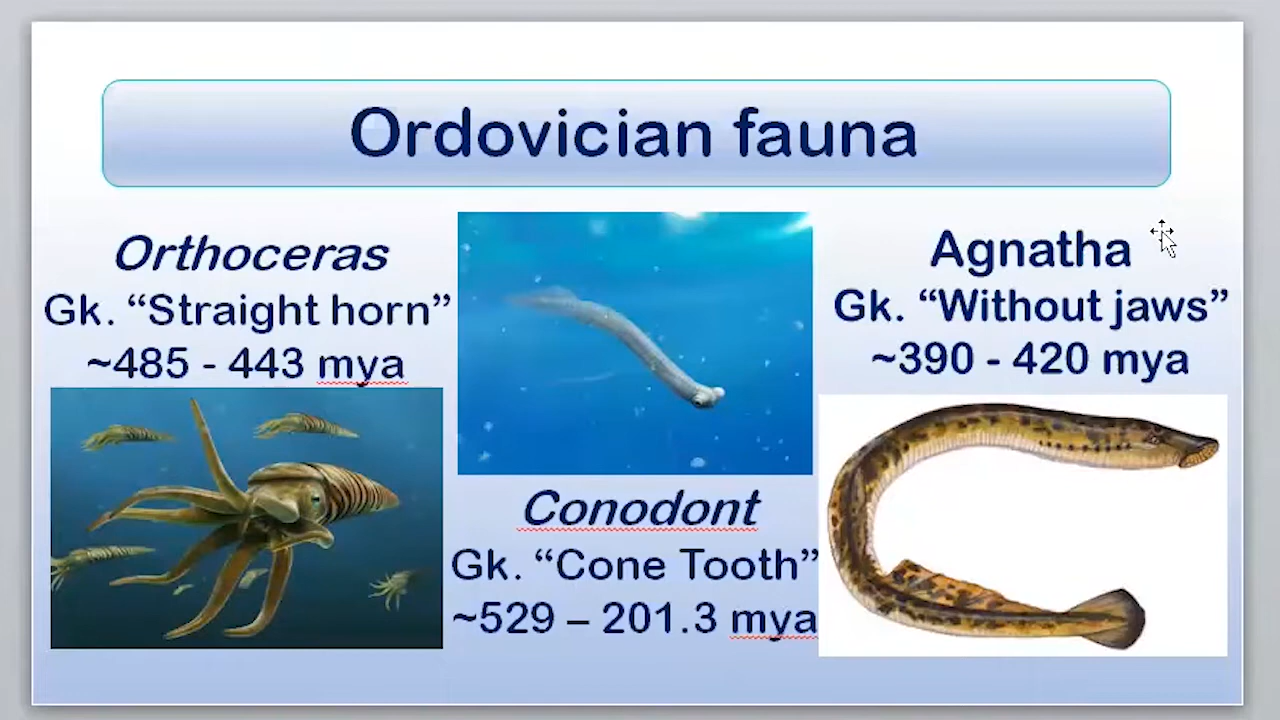 Ordovician fauna
Orthoceras
Gk. “Straight horn”
~485 - 443 mya
Conodont
Gk. “Cone Tooth”
~529 – 201.3 mya
Agnatha
Gk. “Without jaws”
~390 - 420 mya